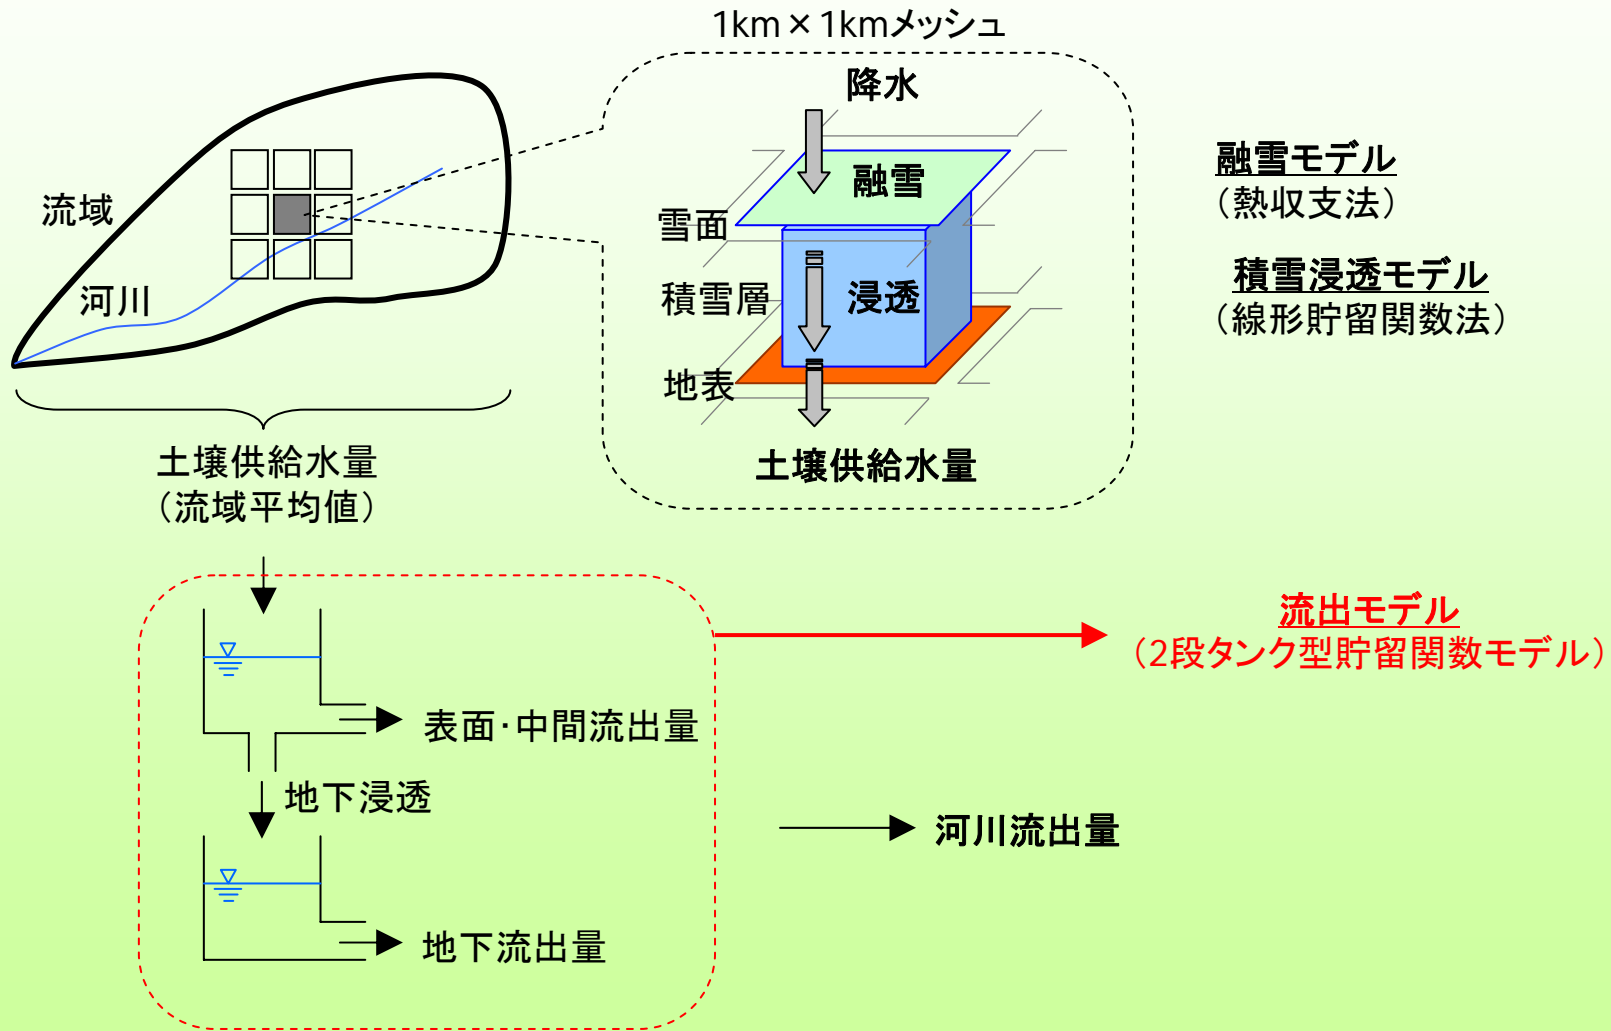 1km×1kmメッシュ
降水
融雪
雪面
積雪層
浸透
地表
土壌供給水量
融雪モデル
（熱収支法）
積雪浸透モデル
（線形貯留関数法）
流域
河川
土壌供給水量
（流域平均値）
表面・中間流出量
地下浸透
地下流出量
流出モデル
（2段タンク型貯留関数モデル）
河川流出量